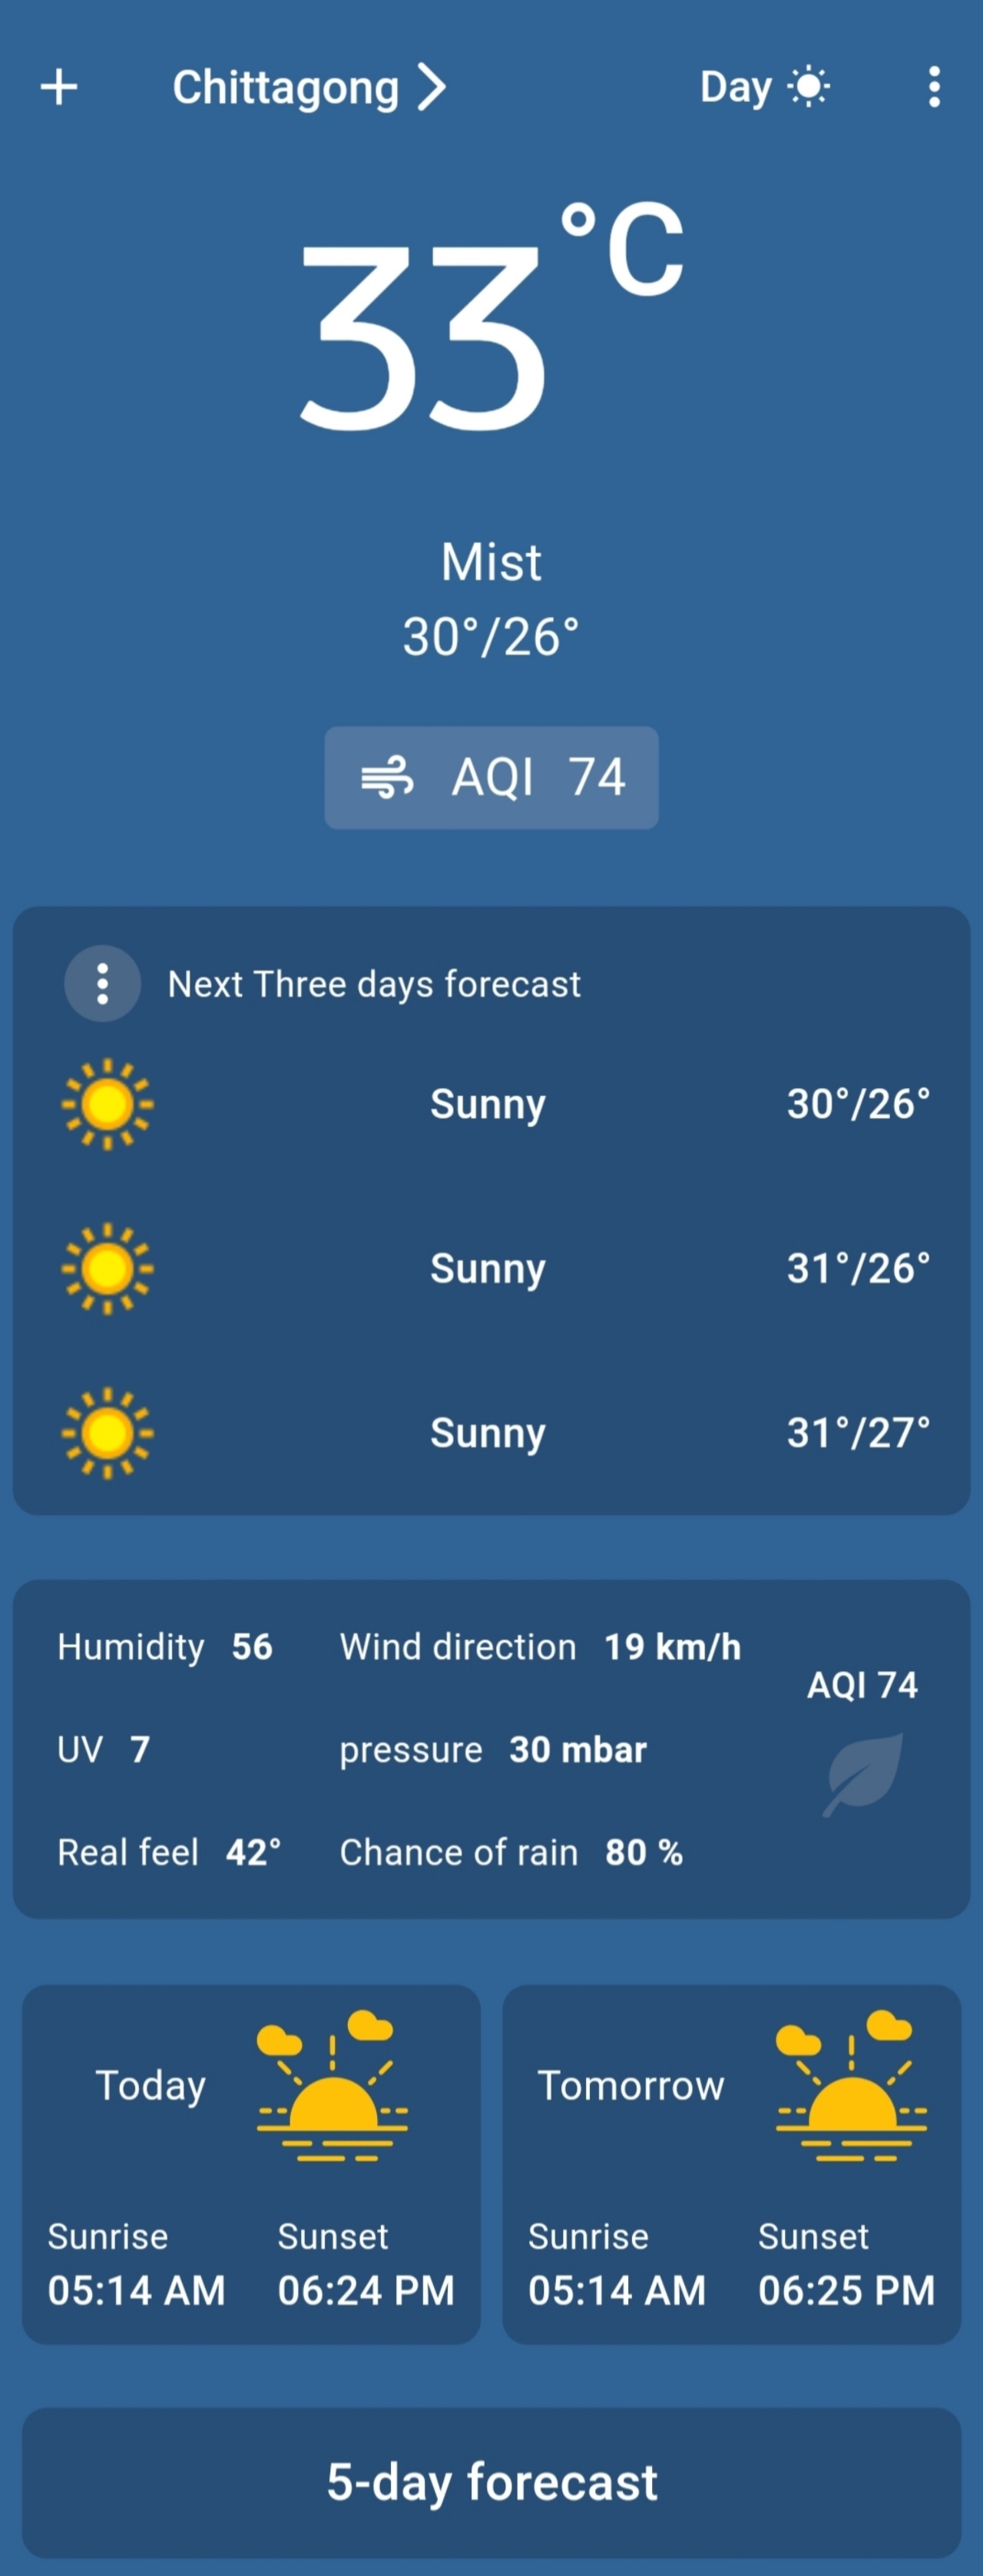 + Chittagong > Day
33°C
Mist
30°/26°
AQI 74
Next Three days forecast
Sunny 30°/26°
Sunny 31°/26°
Sunny 31°/27°
Humidity 56 Wind direction 19 km/h
AQI 74
UV 7 pressure 30 mbar
Real feel 42° Chance of rain 80 %
Today
Sunrise Sunset
05:14 AM 06:24 PM
Tomorrow
Sunrise Sunset
05:14 AM 06:25 PM
5-day forecast